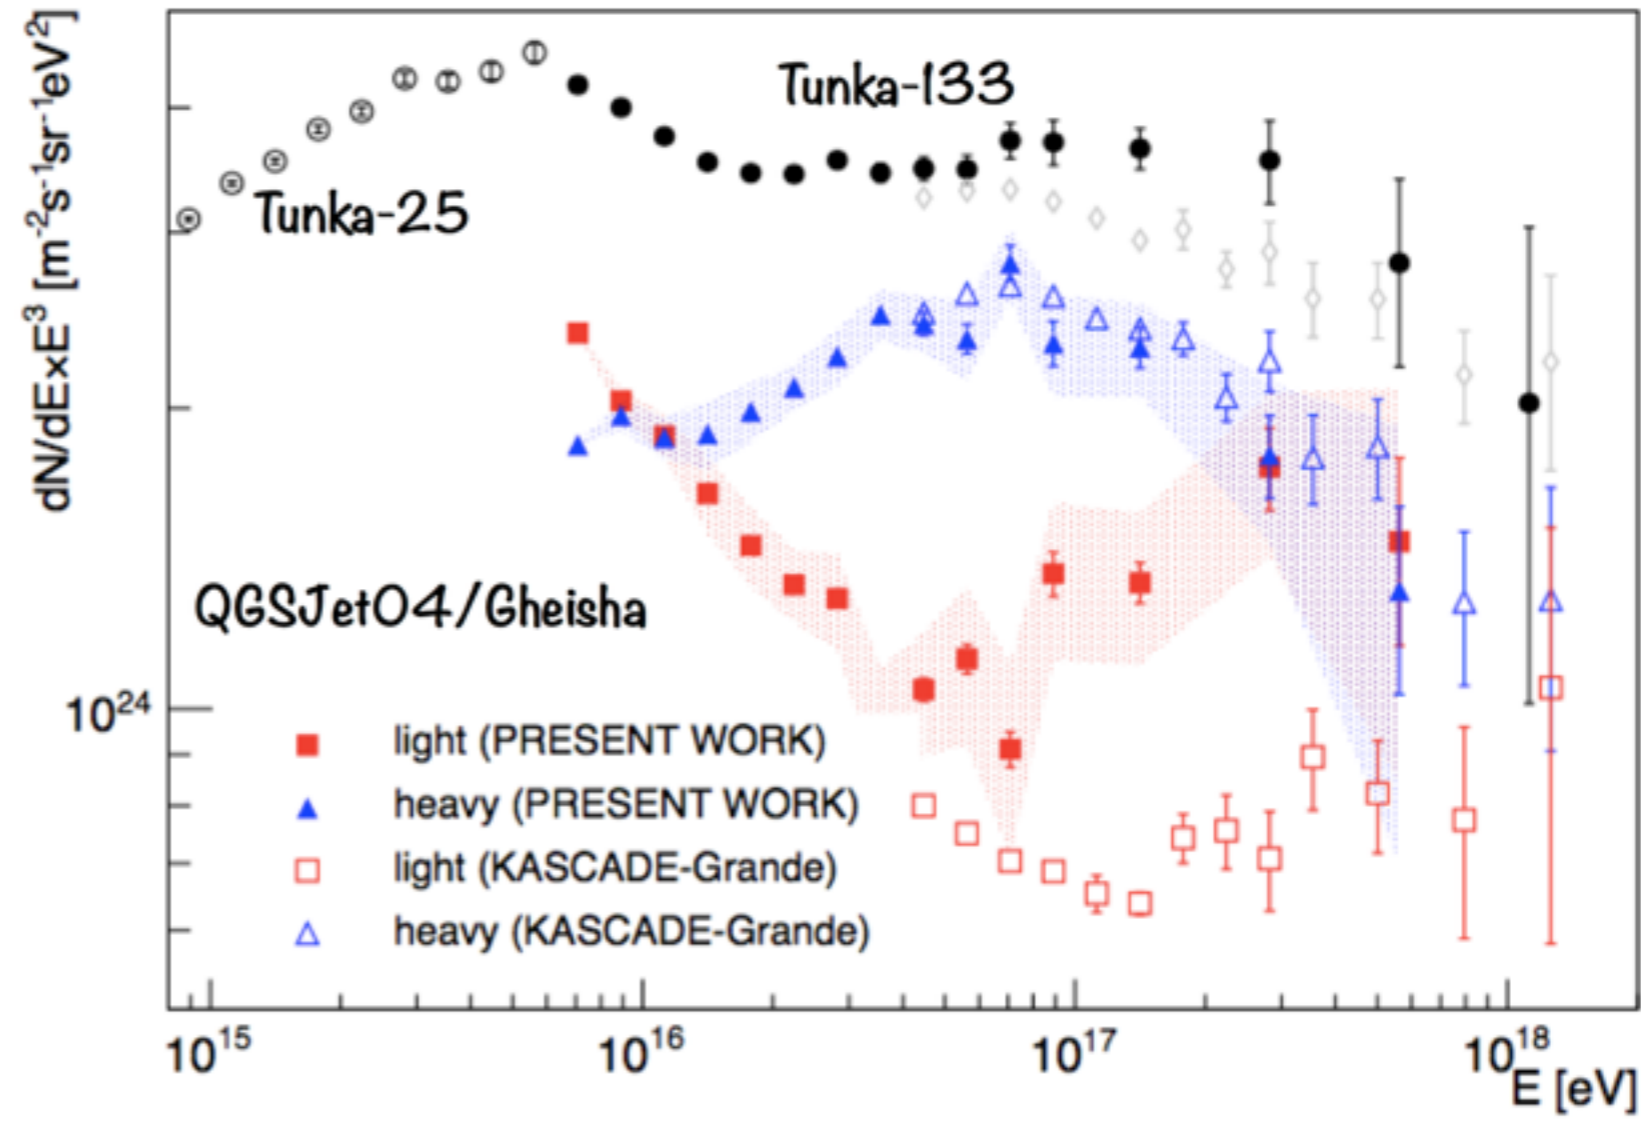 dN/dE×E³ [m⁻²s⁻¹sr⁻¹eV²]
Tunka-133
Tunka-25
QGSJet04/Gheisha
10²⁴
light (PRESENT WORK)
heavy (PRESENT WORK)
light (KASCADE-Grande)
heavy (KASCADE-Grande)
10¹⁵ 10¹⁶ 10¹⁷ 10¹⁸
E [eV]